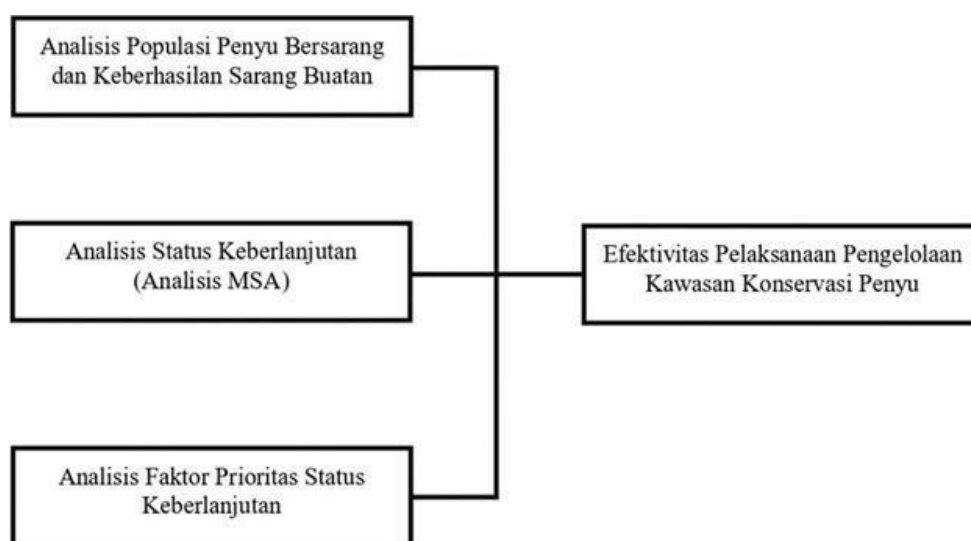 Analisis Populasi Penyu Bersarang
dan Keberhasilan Sarang Buatan
Analisis Status Keberlanjutan
(Analisis MSA)
Efektivitas Pelaksanaan Pengelolaan
Kawasan Konservasi Penyu
Analisis Faktor Prioritas Status
Keberlanjutan